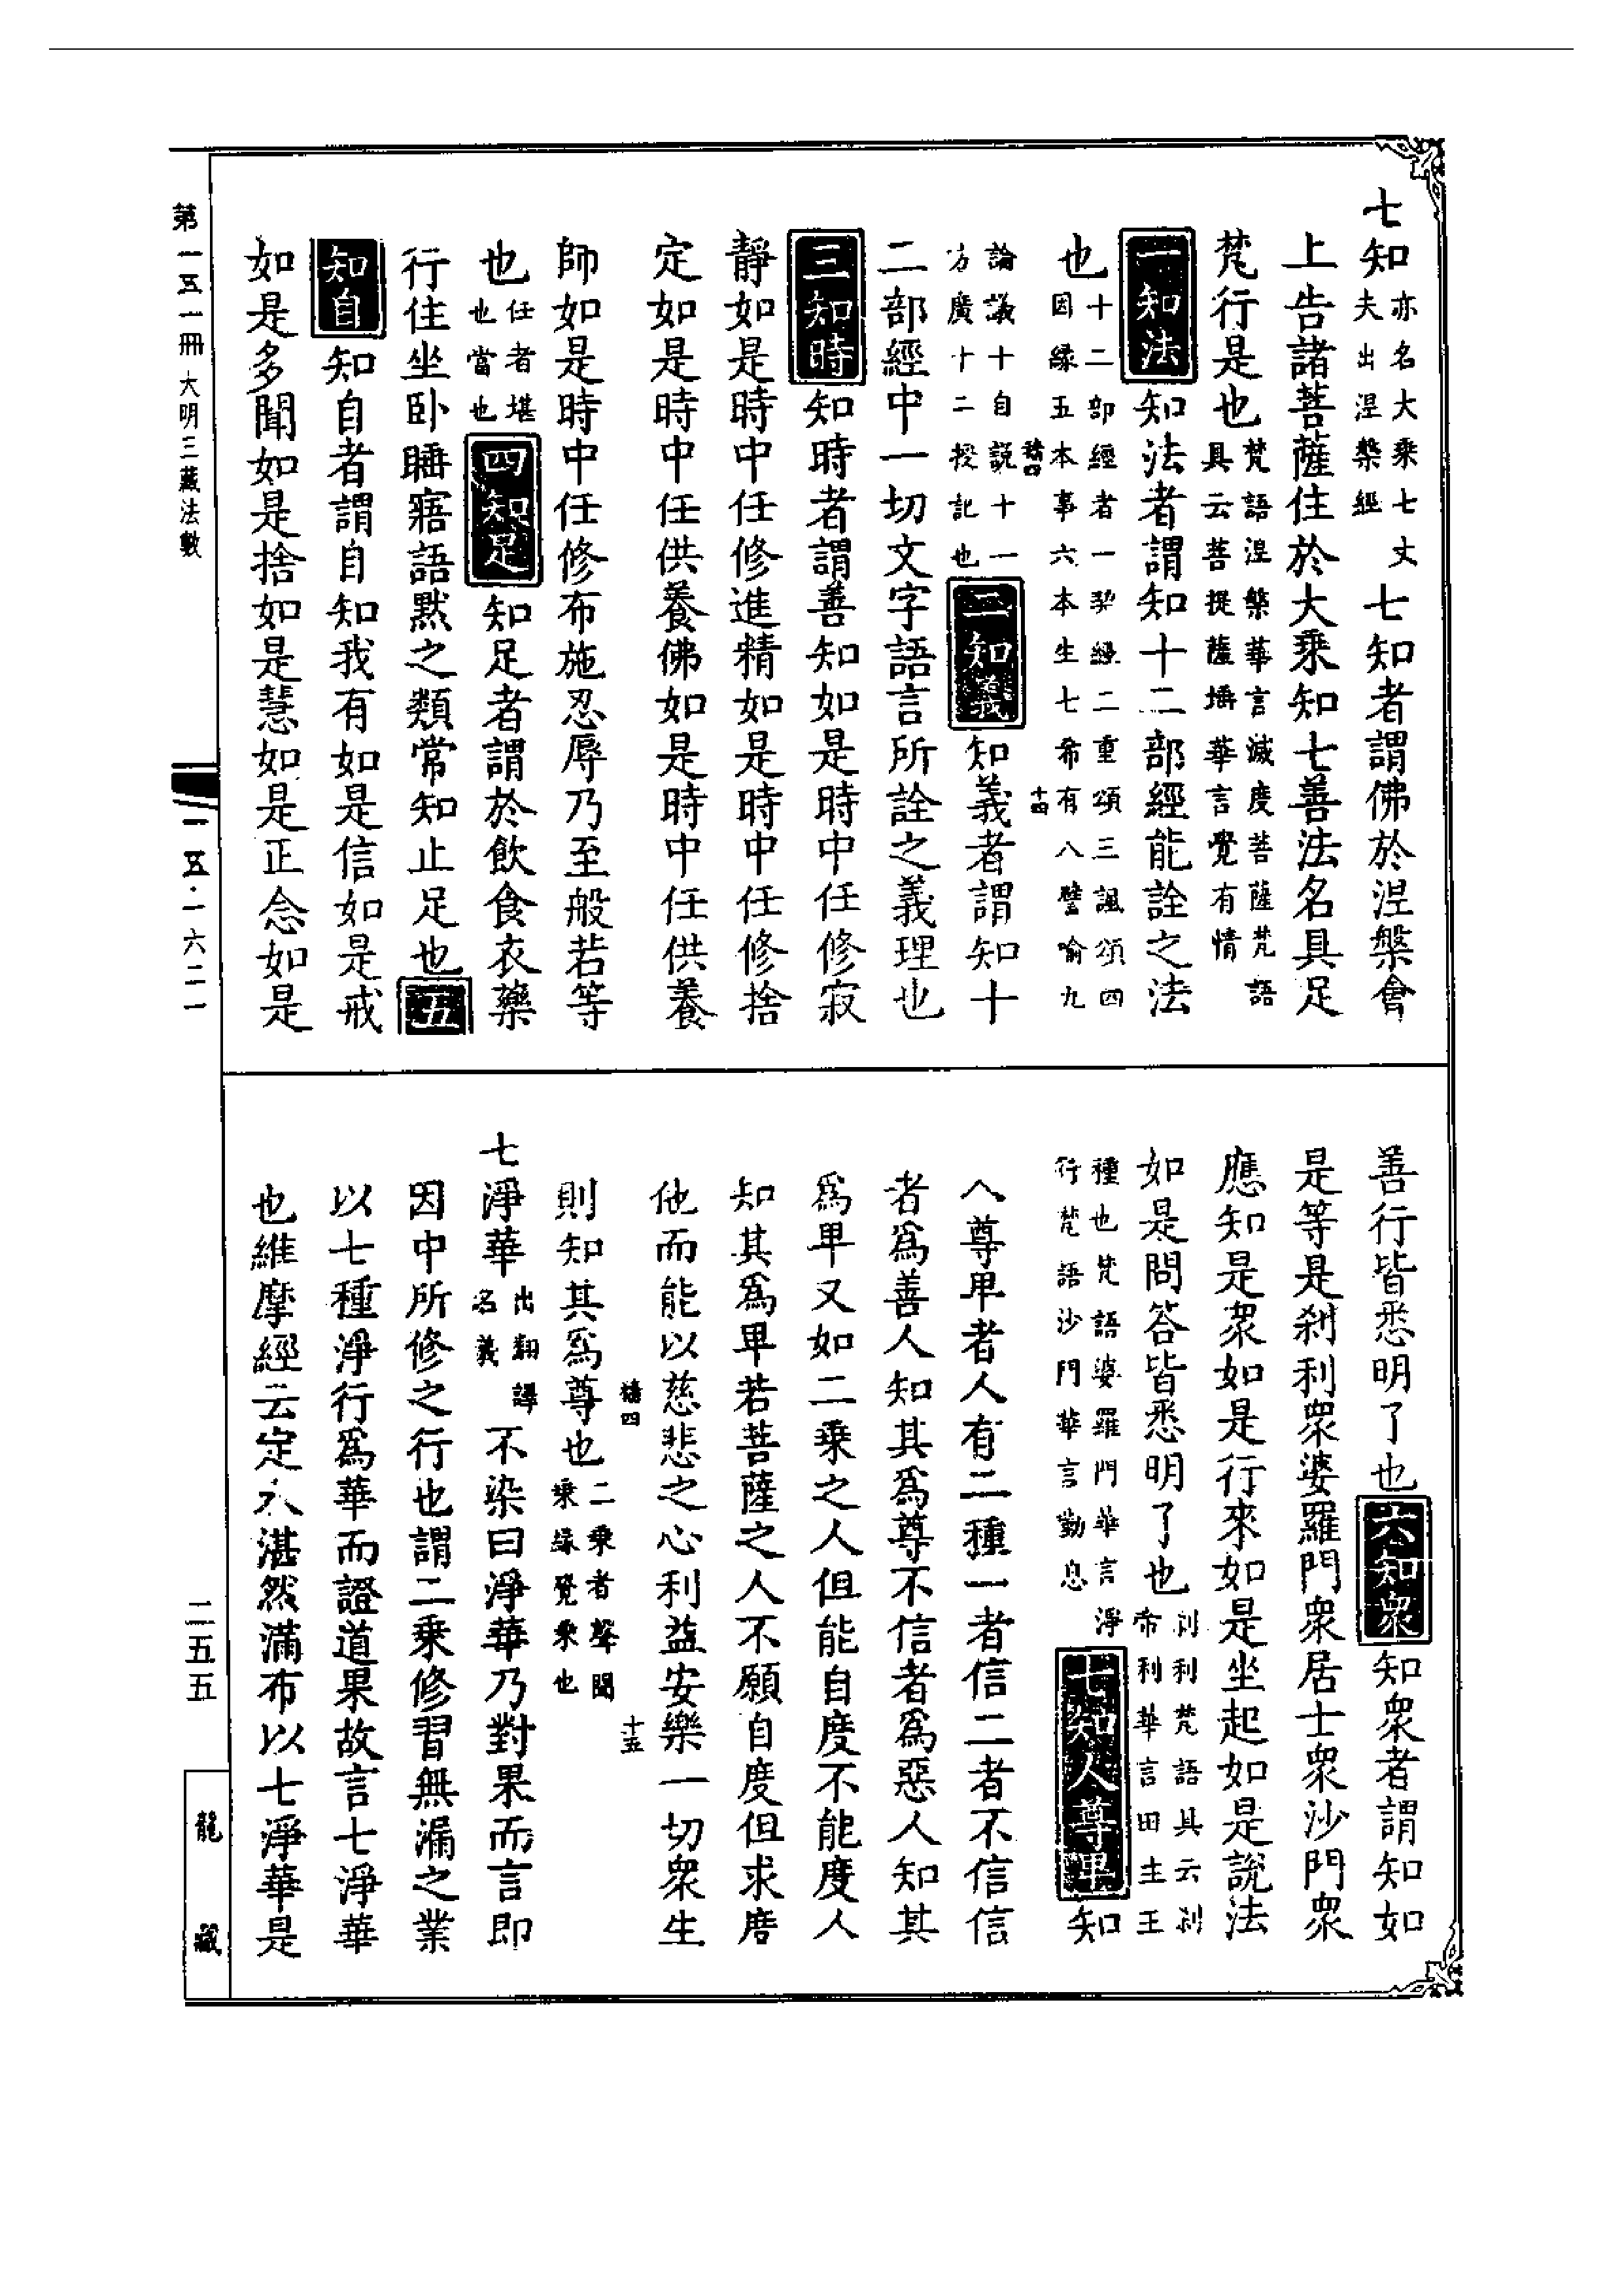 七知亦名大乘七丈夫出涅槃經七知者謂佛於涅槃會
上告諸菩薩住於大乘知七善法名具足
梵行是也梵語涅槃華言滅度菩薩梵語具云菩提薩埵華言覺有情
一知法知法者謂知十二部經能詮之法
也十二部經者一契經二重頌三諷頌四因緣五本事六本生七希有八譬喻九
論議十自說十一方廣十二授記也二知義知義者謂知十
二部經中一切文字語言所詮之義理也
三知時知時者謂善知如是時中任修寂
靜如是時中任修進精如是時中任修捨
定如是時中任供養佛如是時中任供養
師如是時中任修布施忍辱乃至般若等
也任者堪也當也四知足知足者謂於飲食衣藥
行住坐卧睡寤語默之類常知止足也五
知自知自者謂自知我有如是信如是戒
如是多聞如是捨如是慧如是正念如是
第一五一冊 大明三藏法數
一五·一六二一
善行皆悉明了也六知眾知眾者謂知如
是等是刹利眾婆羅門眾居士眾沙門眾
應知是眾如是行來如是坐起如是說法
如是問答皆悉明了也刹利梵語具云刹帝利華言田主王
種也梵語婆羅門華言淨行梵語沙門華言勤息七知人尊卑知
人尊卑者人有二種一者信二者不信信
者爲善人知其爲尊不信者爲惡人知其
爲卑又如二乘之人但能自度不能度人
知其爲卑若菩薩之人不願自度但求度
他而能以慈悲之心利益安樂一切眾生
則知其爲尊也二乘者聲聞乘緣覺乘也
七淨華出翻譯名義不染曰淨華乃對果而言即
因中所修之行也謂二乘修習無漏之業
以七種淨行爲華而證道果故言七淨華
也維摩經云定水湛然滿布以七淨華是
二五五
龍藏